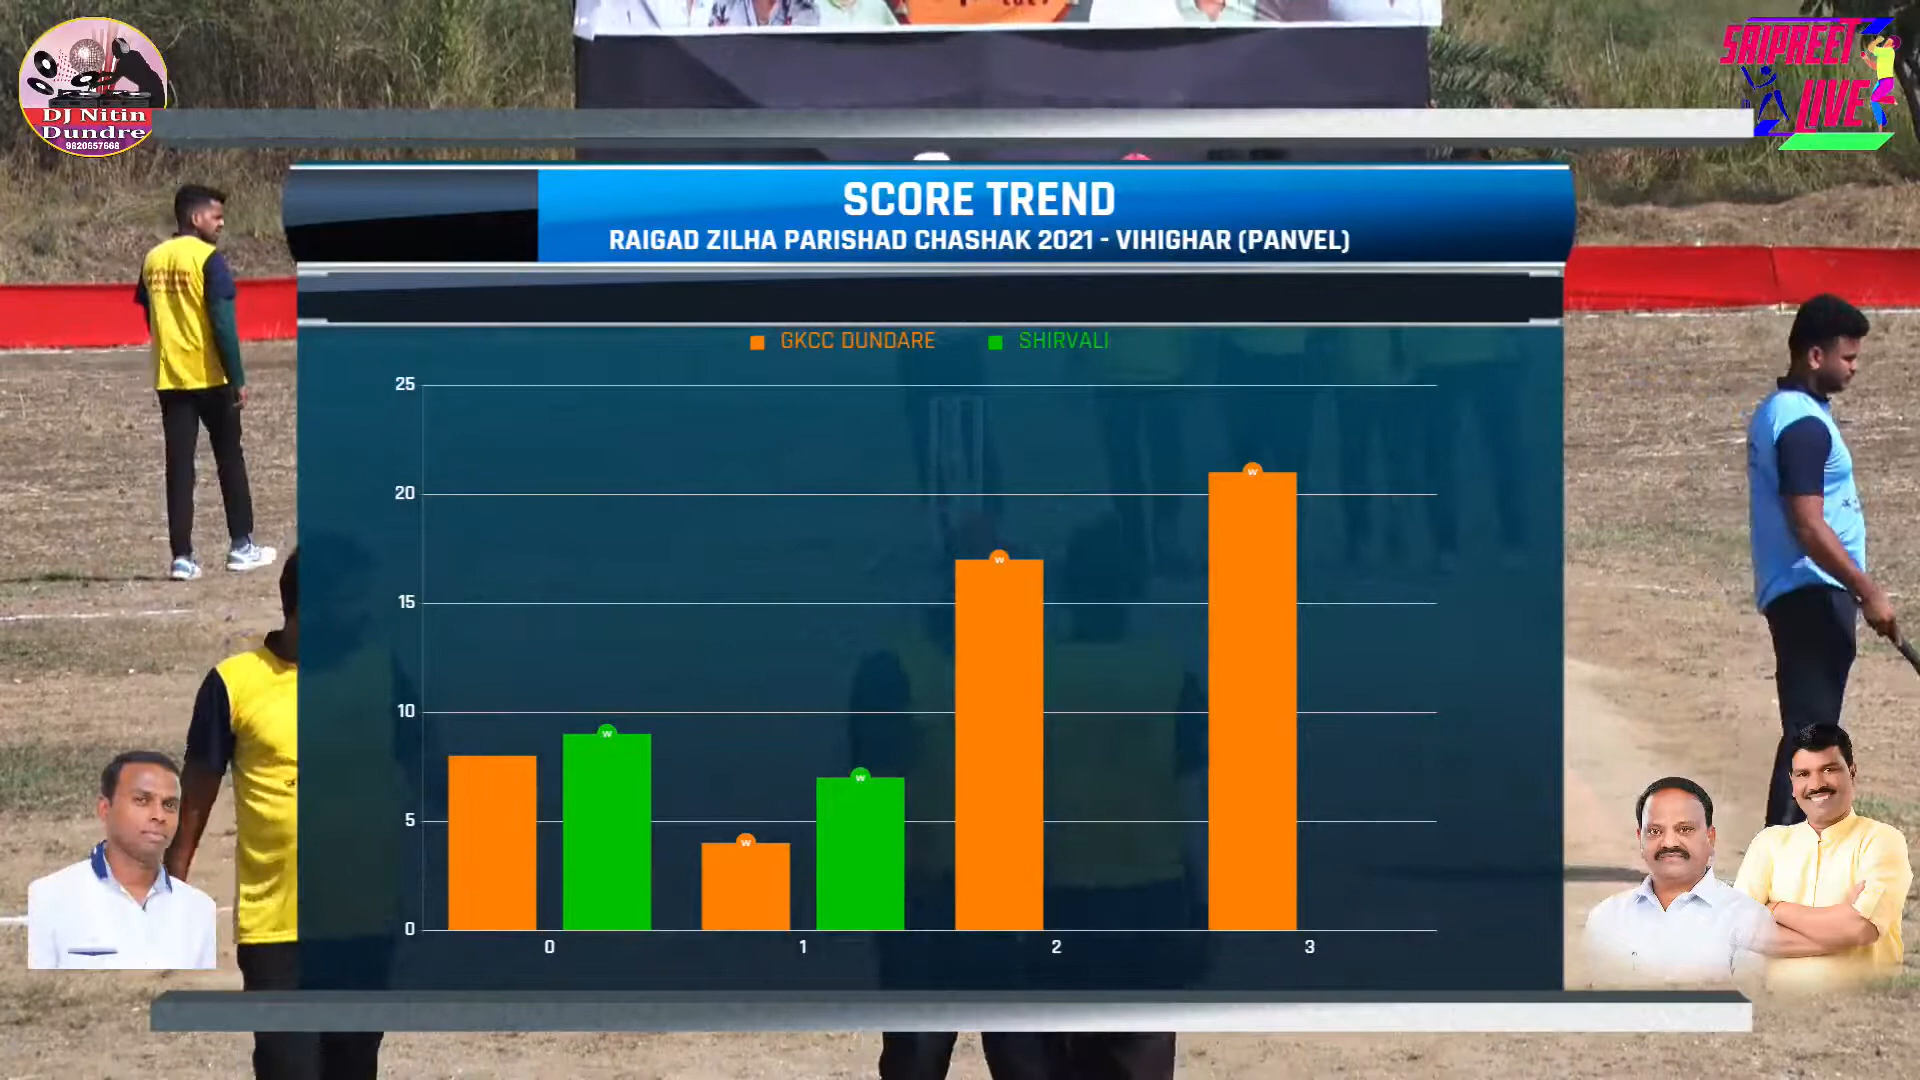 DJ Nitin
Dundre
9820657668
SAIPREET
LIVE
SCORE TREND
RAIGAD ZILHA PARISHAD CHASHAK 2021 - VIHIGHAR (PANVEL)
GKCC DUNDARE
SHIRVALI
25
20
15
10
5
0
W
W
W
W
W
0
1
2
3